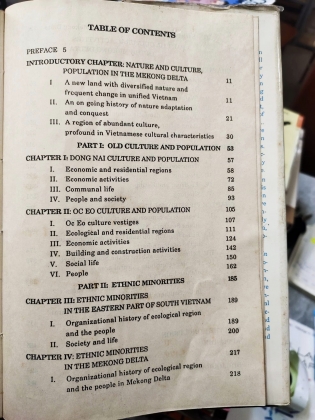 TABLE OF CONTENTS
PREFACE 5
INTRODUCTORY CHAPTER: NATURE AND CULTURE,
POPULATION IN THE MEKONG DELTA 11
I A new land with diversified nature and
frequent change in unified Vietnam 11
II. An on going history of nature adaptation
and conquest 21
III. A region of abundant culture,
profound in Vietnamese cultural characteristics 30
PART I: OLD CULTURE AND POPULATION 53
CHAPTER I: DONG NAI CULTURE AND POPULATION 57
I. Economic and residential regions 58
II. Economic activities 72
III. Communal life 85
IV. People and society 93
CHAPTER II: OC EO CULTURE AND POPULATION 105
I. Oc Eo culture vestiges 107
II. Ecological and residential regions 111
III. Economic activities 124
IV. Building and construction activities 142
V. Social life 150
VI. People 162
PART II: ETHNIC MINORITIES 185
CHAPTER III: ETHNIC MINORITIES
IN THE EASTERN PART OF SOUTH VIETNAM 189
I. Organizational history of ecological region
and the people 189
II. Society and life 200
CHAPTER IV: ETHNIC MINORITIES
IN THE MEKONG DELTA 217
I. Organizational history of ecological region
and the people in Mekong Delta 218